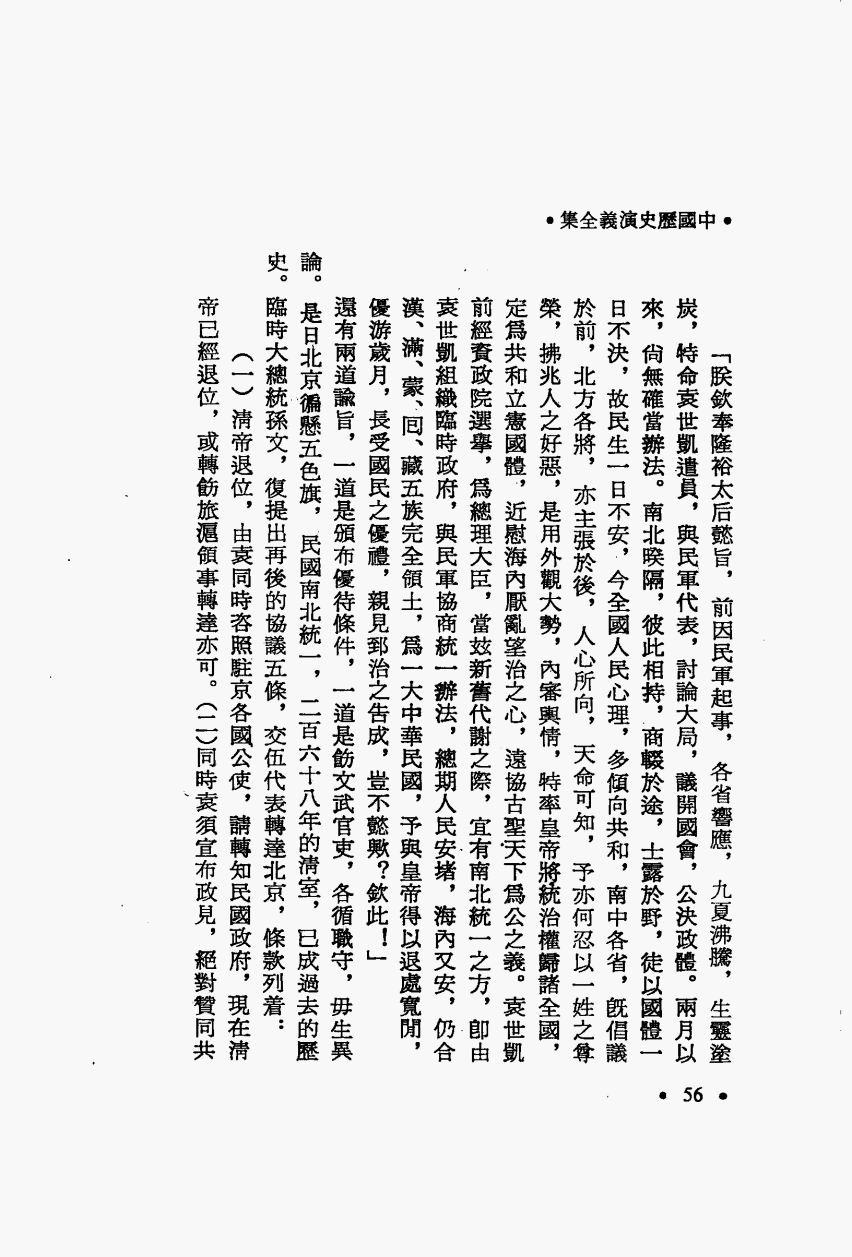 •中國歷史演義全集•
「朕欽奉隆裕太后懿旨，前因民軍起事，各省響應，九夏沸騰，生靈塗
炭，特命袁世凱遣員，與民軍代表，討論大局，議開國會，公決政體。兩月以
來，尙無確當辦法。南北暌隔，彼此相持，商輟於途，士露於野，徒以國體一
日不決，故民生一日不安，今全國人民心理，多傾向共和，南中各省，旣倡議
於前，北方各將，亦主張於後，人心所向，天命可知，予亦何忍以一姓之尊
榮，拂兆人之好惡，是用外觀大勢，內審輿情，特率皇帝將統治權歸諸全國，
定爲共和立憲國體，近慰海內厭亂望治之心，遠協古聖天下爲公之義。袁世凱
前經資政院選舉，爲總理大臣，當玆新舊代謝之際，宜有南北統一之方，卽由
袁世凱組織臨時政府，與民軍協商統一辦法，總期人民安堵，海內又安，仍合
漢、滿、蒙、回、藏五族完全領土，爲一大中華民國，予與皇帝得以退處寬閒，
優游歲月，長受國民之優禮，親見郅治之告成，豈不懿歟？欽此！」
還有兩道諭旨，一道是頒布優待條件，一道是飭文武官吏，各循職守，毋生異
論。是日北京徧懸五色旗，民國南北統一，二百六十八年的淸室，已成過去的歷
史。臨時大總統孫文，復提出再後的協議五條，交伍代表轉達北京，條款列着：
（一）淸帝退位，由袁同時咨照駐京各國公使，請轉知民國政府，現在淸
帝已經退位，或轉飭旅滬領事轉達亦可。（二）同時袁須宣布政見，絕對贊同共
• 56 •